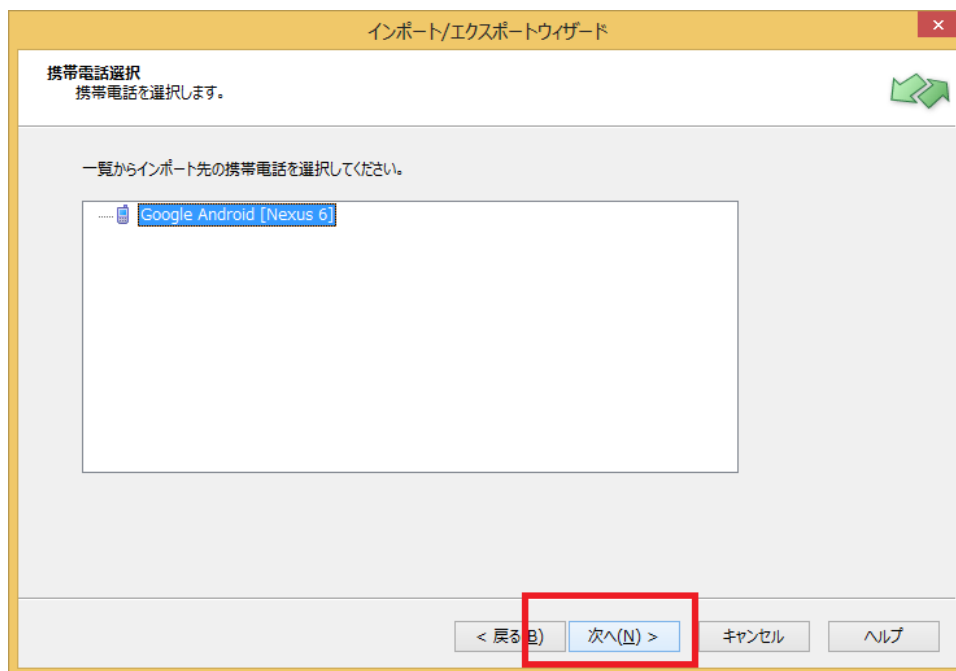 インポート/エクスポートウィザード
携帯電話選択
携帯電話を選択します。
一覧からインポート先の携帯電話を選択してください。
Google Android [Nexus 6]
< 戻る(B) 次へ(N) > キャンセル ヘルプ